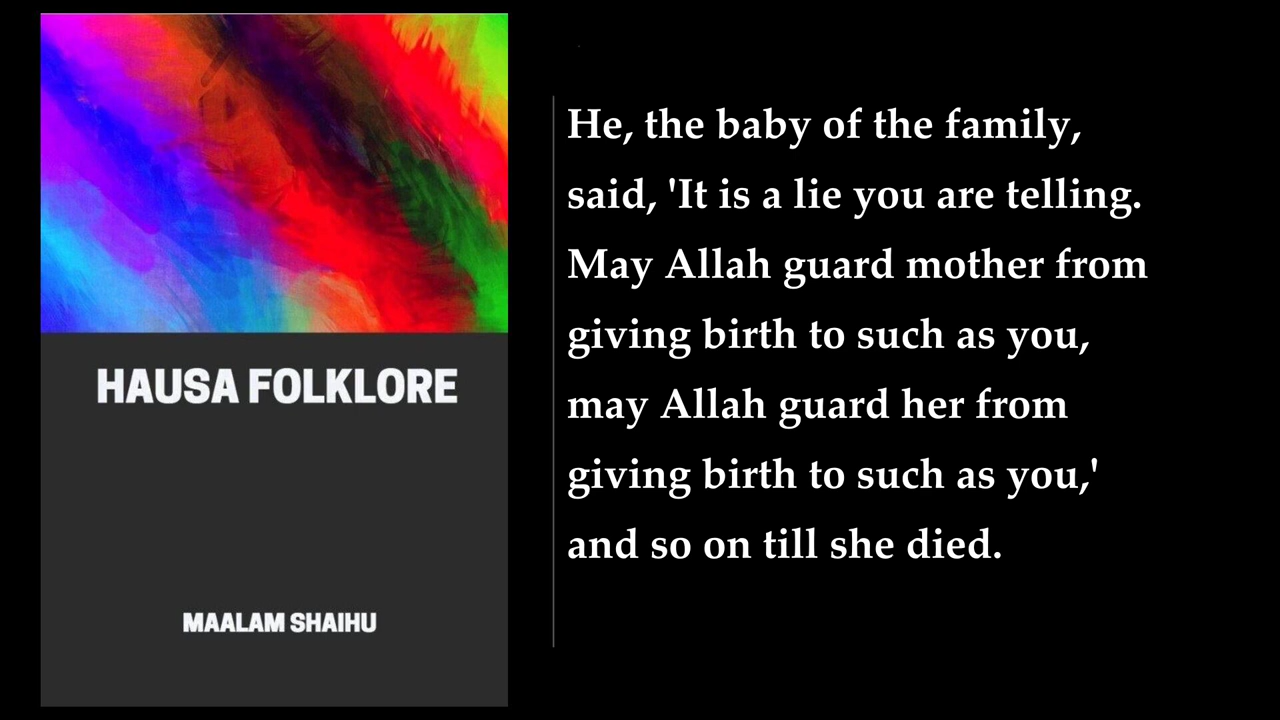 HAUSA FOLKLORE
MAALAM SHAIHU
He, the baby of the family,
said, 'It is a lie you are telling.
May Allah guard mother from
giving birth to such as you,
may Allah guard her from
giving birth to such as you,'
and so on till she died.